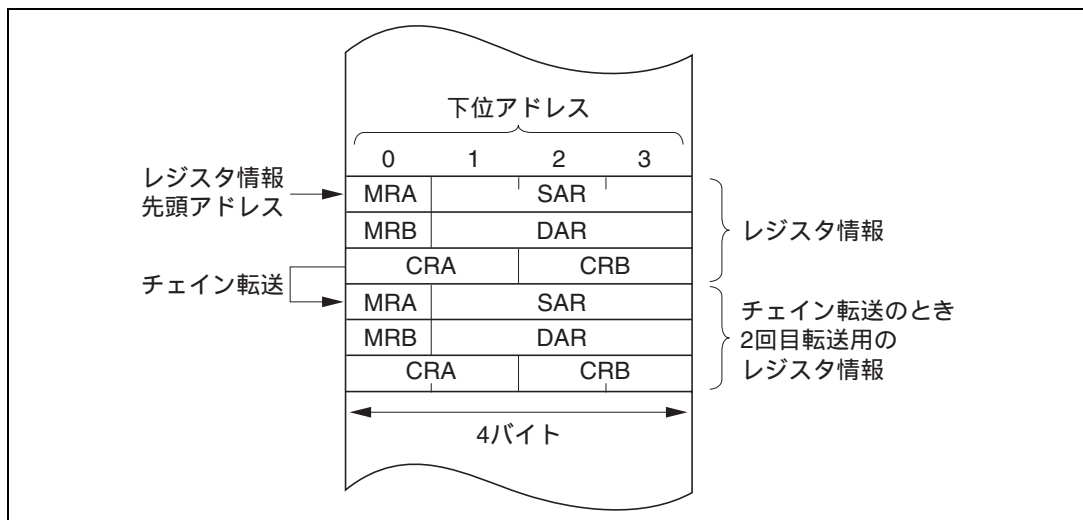 下位アドレス
0 1 2 3
レジスタ情報
先頭アドレス
MRA SAR
MRB DAR
CRA CRB
レジスタ情報
チェイン転送
MRA SAR
MRB DAR
CRA CRB
チェイン転送のとき
2回目転送用の
レジスタ情報
4バイト